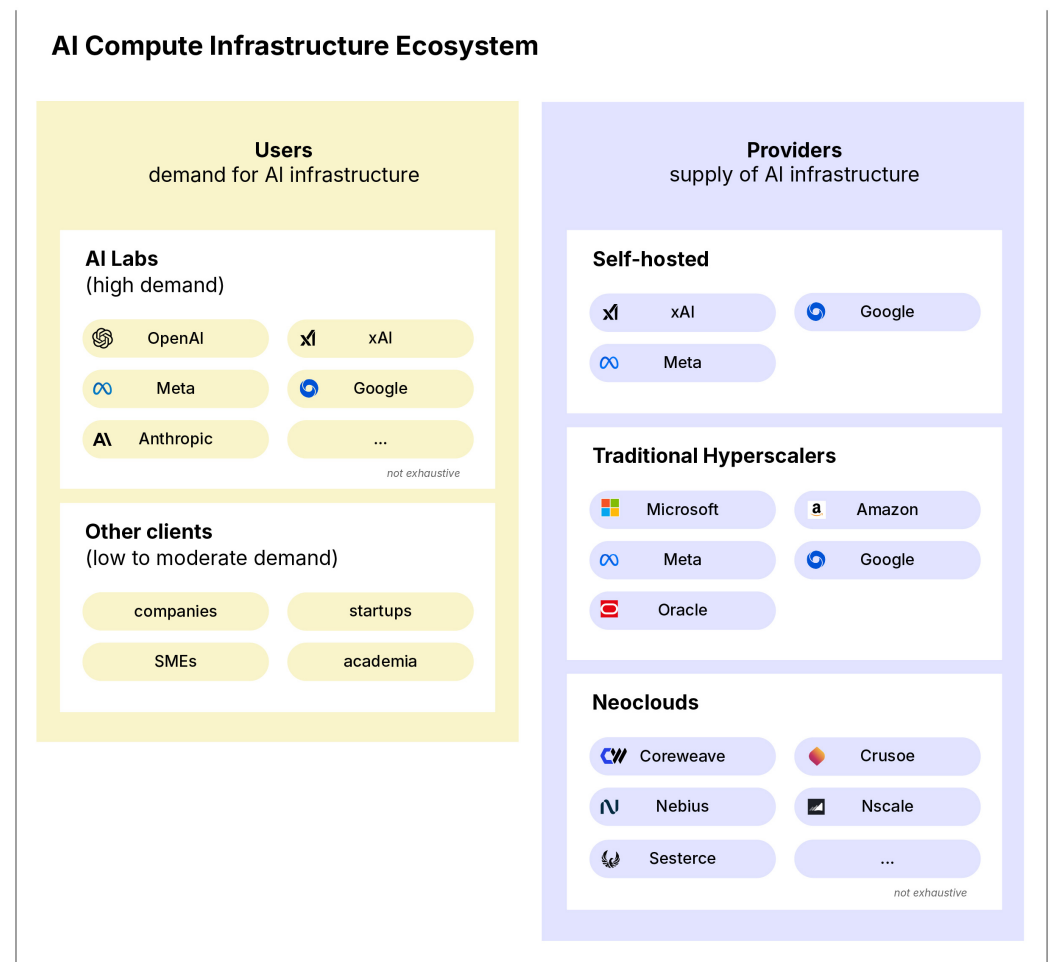 AI Compute Infrastructure Ecosystem
Users
demand for AI infrastructure
AI Labs
(high demand)
OpenAI
xAI
Meta
Google
Anthropic
...
not exhaustive
Other clients
(low to moderate demand)
companies
startups
SMEs
academia
Providers
supply of AI infrastructure
Self-hosted
xAI
Google
Meta
Traditional Hyperscalers
Microsoft
Amazon
Meta
Google
Oracle
Neoclouds
Coreweave
Crusoe
Nebius
Nscale
Sesterce
...
not exhaustive